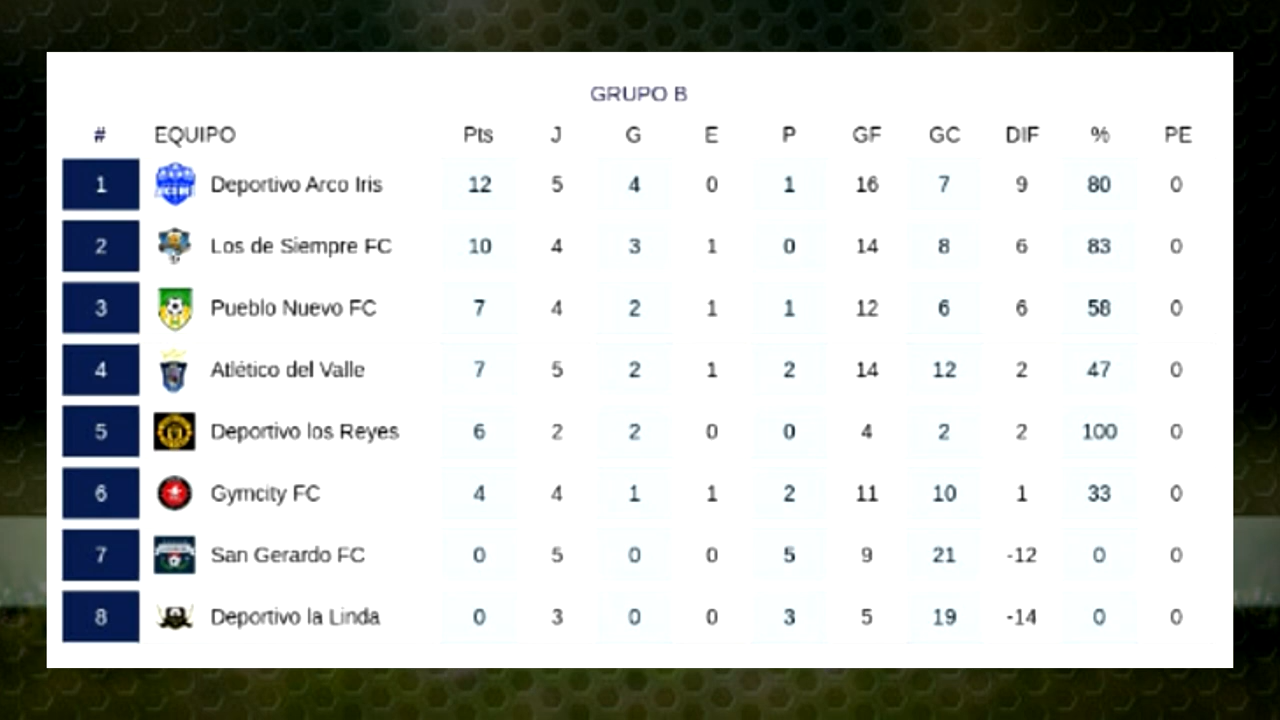 GRUPO B
# EQUIPO Pts J G E P GF GC DIF % PE
1 Deportivo Arco Iris 12 5 4 0 1 16 7 9 80 0
2 Los de Siempre FC 10 4 3 1 0 14 8 6 83 0
3 Pueblo Nuevo FC 7 4 2 1 1 12 6 6 58 0
4 Atlético del Valle 7 5 2 1 2 14 12 2 47 0
5 Deportivo los Reyes 6 2 2 0 0 4 2 2 100 0
6 Gymcity FC 4 4 1 1 2 11 10 1 33 0
7 San Gerardo FC 0 5 0 0 5 9 21 -12 0 0
8 Deportivo la Linda 0 3 0 0 3 5 19 -14 0 0